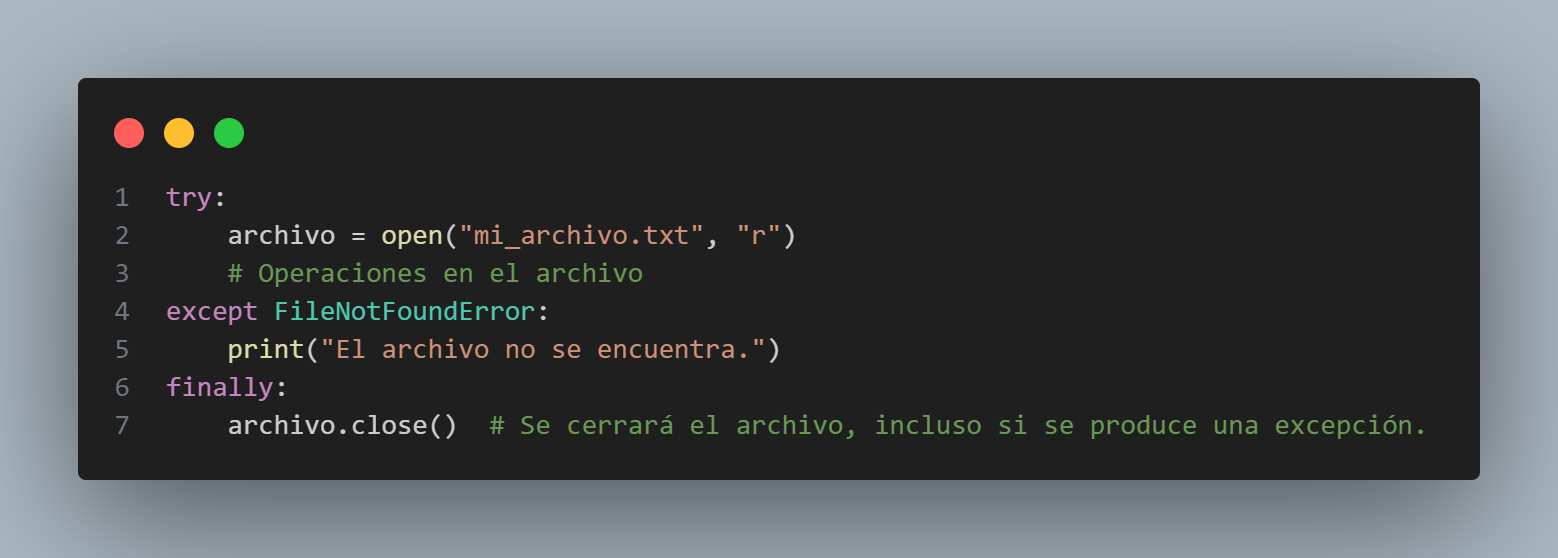 1 try:
2     archivo = open("mi_archivo.txt", "r")
3     # Operaciones en el archivo
4 except FileNotFoundError:
5     print("El archivo no se encuentra.")
6 finally:
7     archivo.close()  # Se cerrará el archivo, incluso si se produce una excepción.